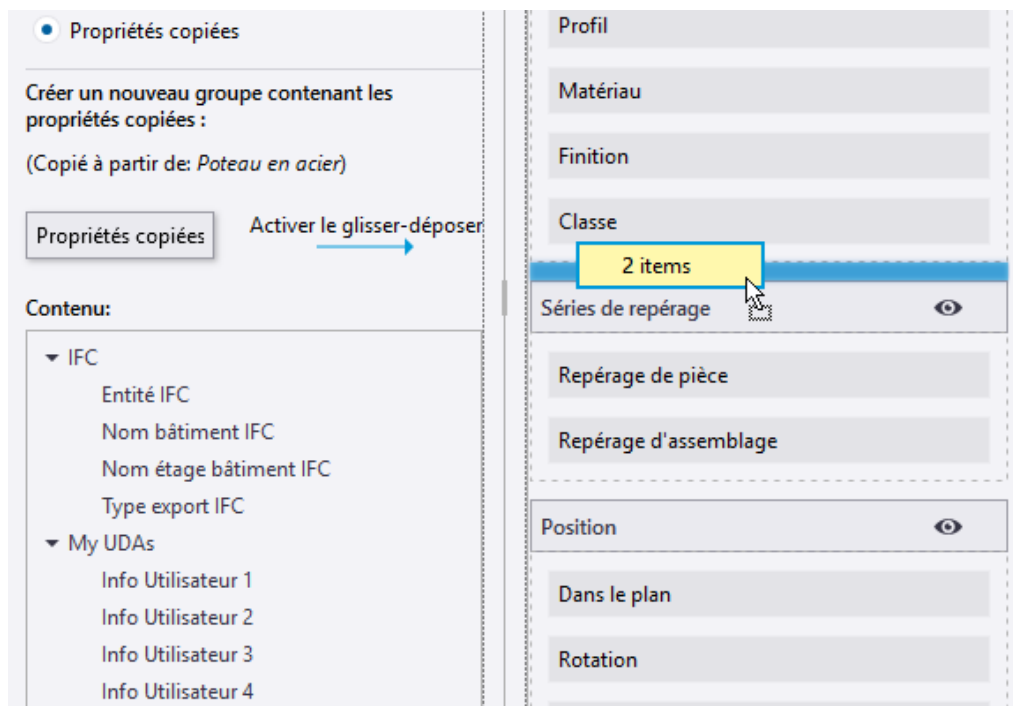 Propriétés copiées
Créer un nouveau groupe contenant les
propriétés copiées :
(Copié à partir de: Poteau en acier)
Propriétés copiées
Activer le glisser-déposer
Contenu:
IFC
Entité IFC
Nom bâtiment IFC
Nom étage bâtiment IFC
Type export IFC
My UDAs
Info Utilisateur 1
Info Utilisateur 2
Info Utilisateur 3
Info Utilisateur 4
Profil
Matériau
Finition
Classe
2 items
Séries de repérage
Repérage de pièce
Repérage d'assemblage
Position
Dans le plan
Rotation